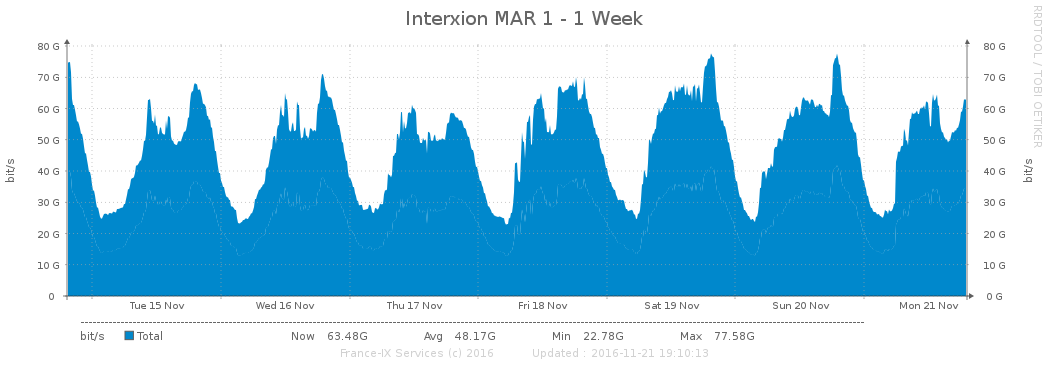 Interxion MAR 1 - 1 Week
RRDTOOL / TOBI OETIKER
80 G 80 G
70 G 70 G
60 G 60 G
50 G 50 G
40 G 40 G
30 G 30 G
20 G 20 G
10 G 10 G
0 0 G
bit/s bit/s
Tue 15 Nov Wed 16 Nov Thu 17 Nov Fri 18 Nov Sat 19 Nov Sun 20 Nov Mon 21 Nov
bit/s Total Now 63.48G Avg 48.17G Min 22.78G Max 77.58G
France-IX Services (c) 2016 Updated : 2016-11-21 19:10:13